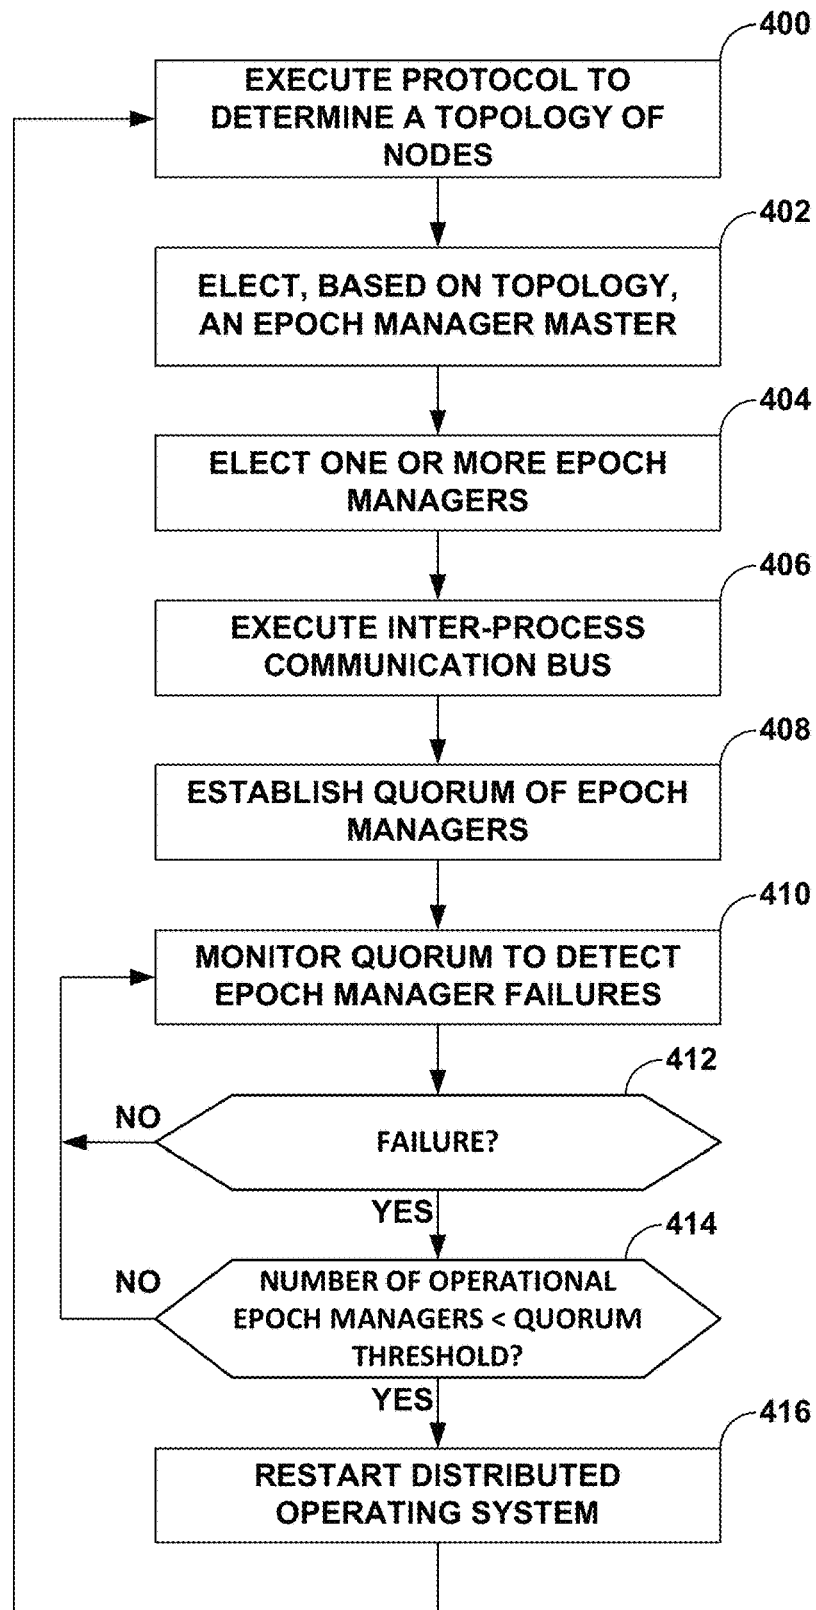 400
EXECUTE PROTOCOL TO
DETERMINE A TOPOLOGY OF
NODES
402
ELECT, BASED ON TOPOLOGY,
AN EPOCH MANAGER MASTER
404
ELECT ONE OR MORE EPOCH
MANAGERS
406
EXECUTE INTER-PROCESS
COMMUNICATION BUS
408
ESTABLISH QUORUM OF EPOCH
MANAGERS
410
MONITOR QUORUM TO DETECT
EPOCH MANAGER FAILURES
412
NO
FAILURE?
YES
414
NO
NUMBER OF OPERATIONAL
EPOCH MANAGERS < QUORUM
THRESHOLD?
YES
416
RESTART DISTRIBUTED
OPERATING SYSTEM